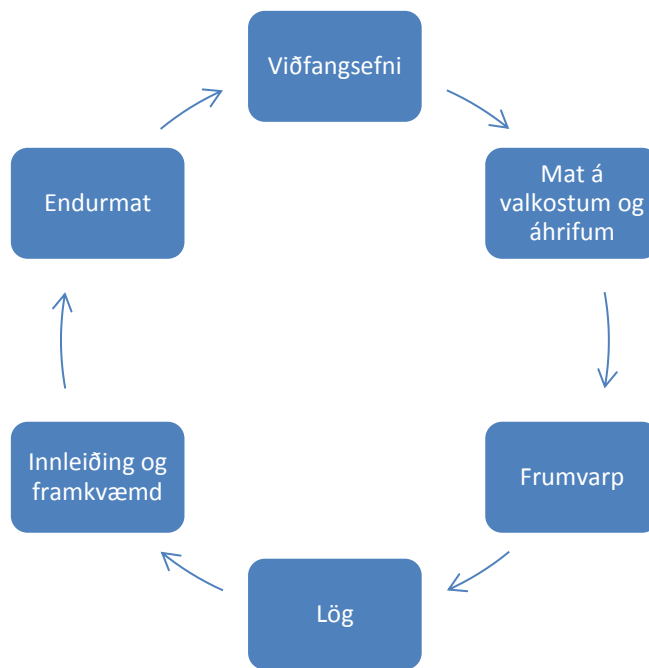 Viðfangsefni
Mat á
valkostum og
áhrifum
Frumvarp
Lög
Innleiðing og
framkvæmd
Endurmat